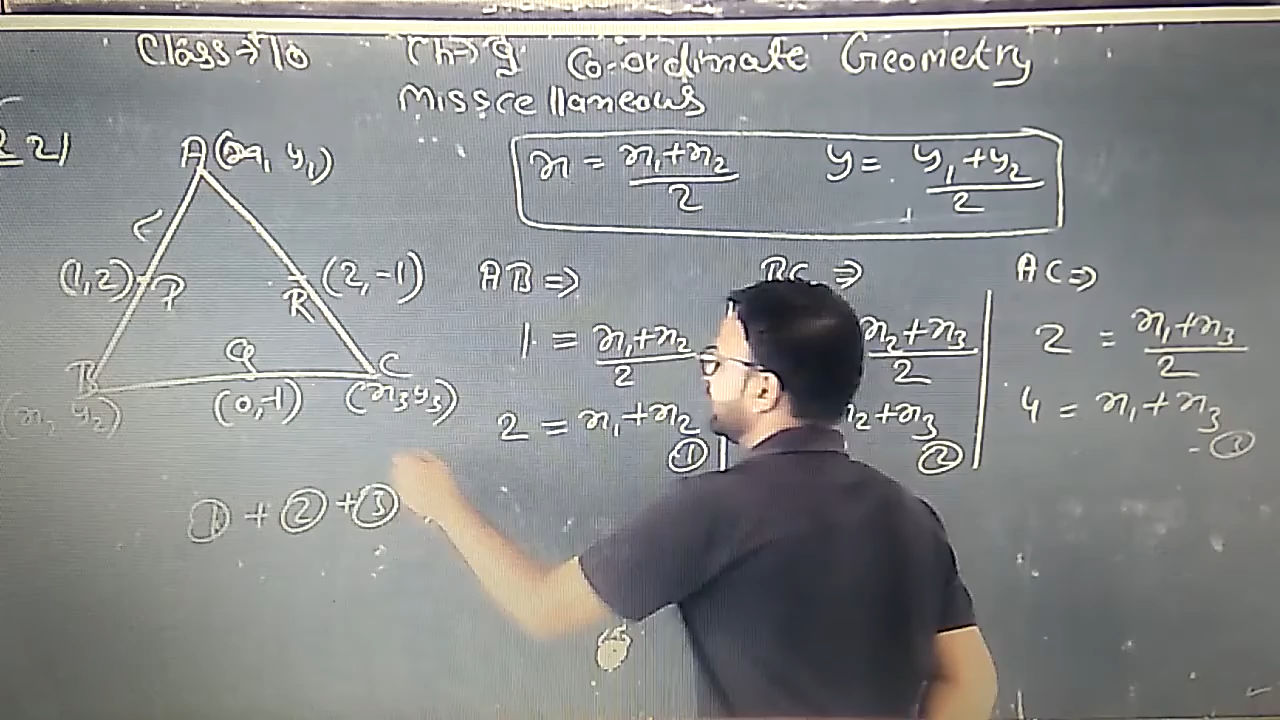 Class → 10 Ch → 9 Co-ordinate Geometry
Misscellaneous
21
A (x₁, y₁)
x = x₁+x₂/2 y = y₁+y₂/2
(1,2) P R (2,-1)
B Q C
(x₂, y₂) (0,-1) (x₃ y₃)
AB ⇒
1 = x₁+x₂/2
2 = x₁+x₂
①
BC ⇒
x₂+x₃/2
x₂+x₃
②
AC ⇒
2 = x₁+x₃/2
4 = x₁+x₃
- ③
① + ② + ③